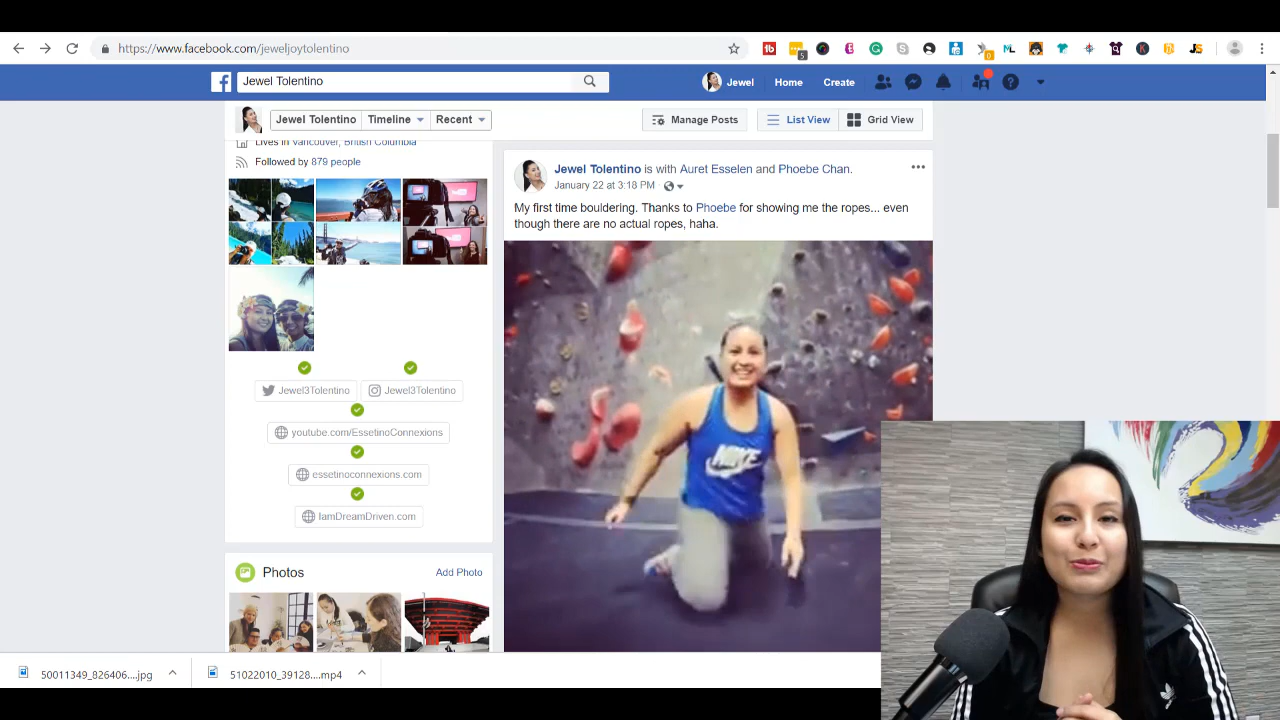 https://www.facebook.com/jeweljoytolentino
Jewel Tolentino
Jewel
Home
Create
Jewel Tolentino
Timeline
Recent
Manage Posts
List View
Grid View
Lives in Vancouver, British Columbia
Followed by 879 people
Jewel3Tolentino
Jewel3Tolentino
youtube.com/EssetinoConnexions
essetinoconnexions.com
IamDreamDriven.com
Photos
Add Photo
Jewel Tolentino is with Auret Esselen and Phoebe Chan.
January 22 at 3:18 PM
My first time bouldering. Thanks to Phoebe for showing me the ropes... even
though there are no actual ropes, haha.
NIKE
50011349_826406....jpg
51022010_39128....mp4